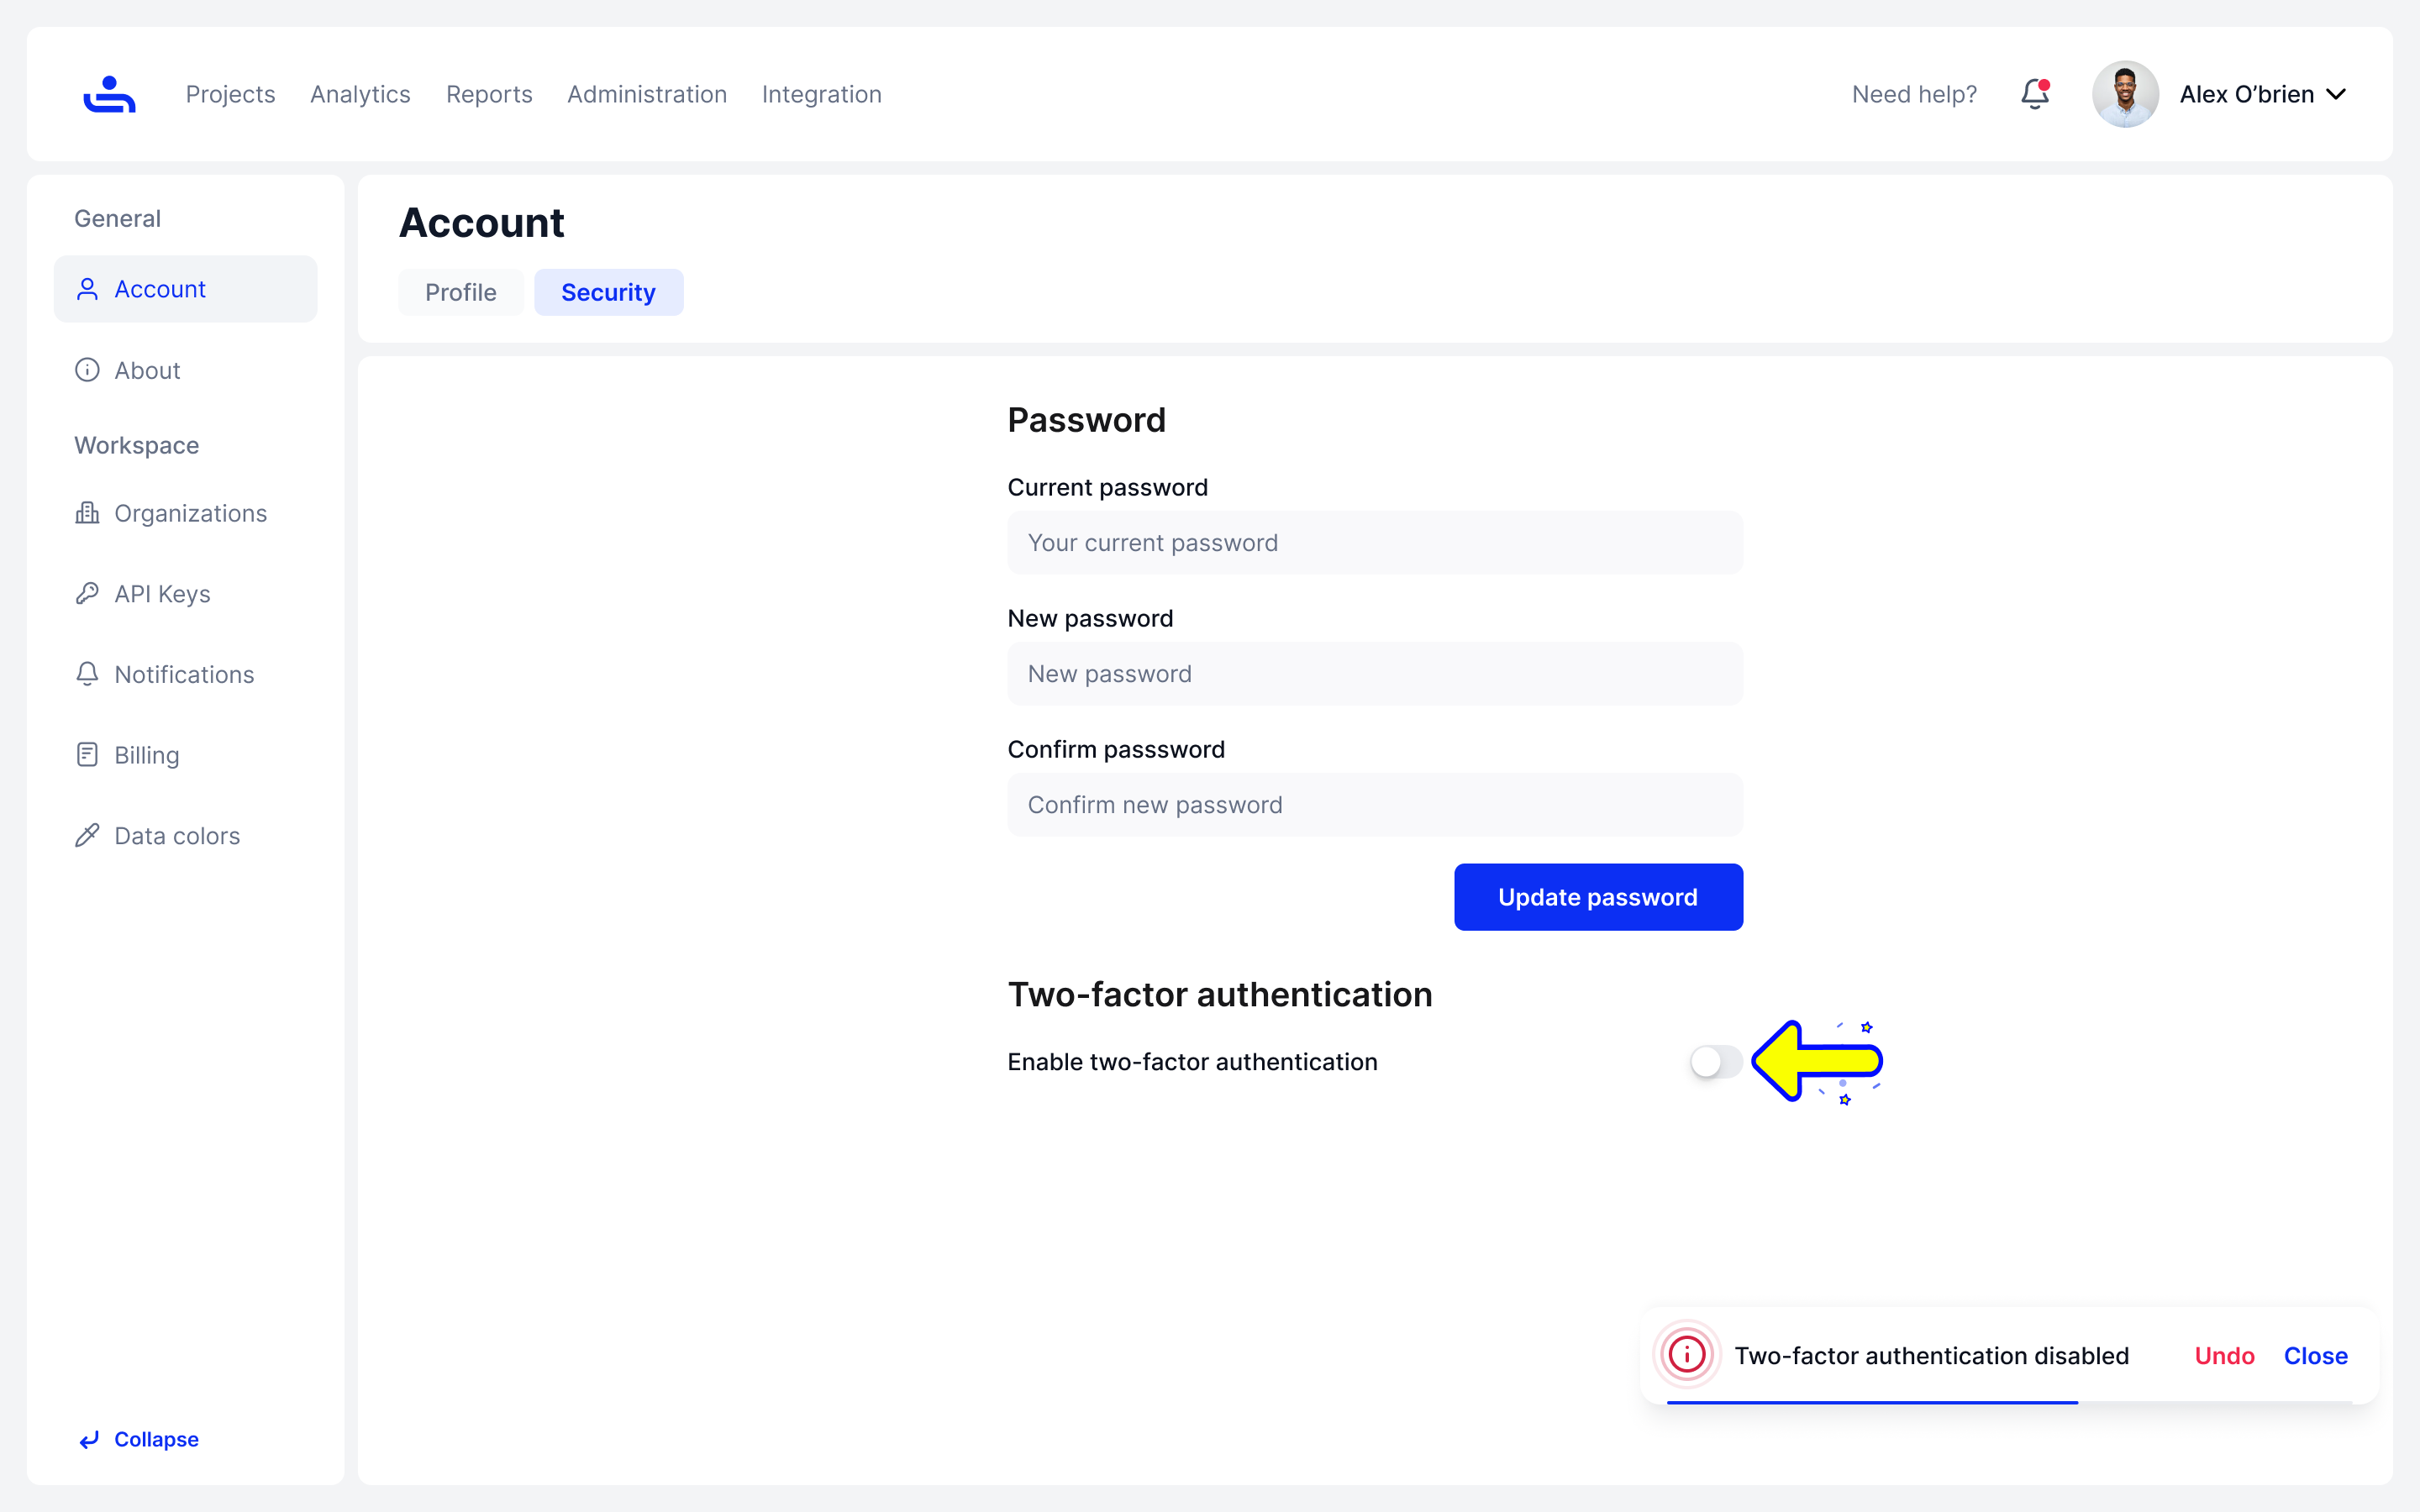 Projects Analytics Reports Administration Integration Need help? Alex O’brien
General
Account
About
Workspace
Organizations
API Keys
Notifications
Billing
Data colors
Collapse
Account
Profile Security
Password
Current password
Your current password
New password
New password
Confirm passsword
Confirm new password
Update password
Two-factor authentication
Enable two-factor authentication
Two-factor authentication disabled Undo Close